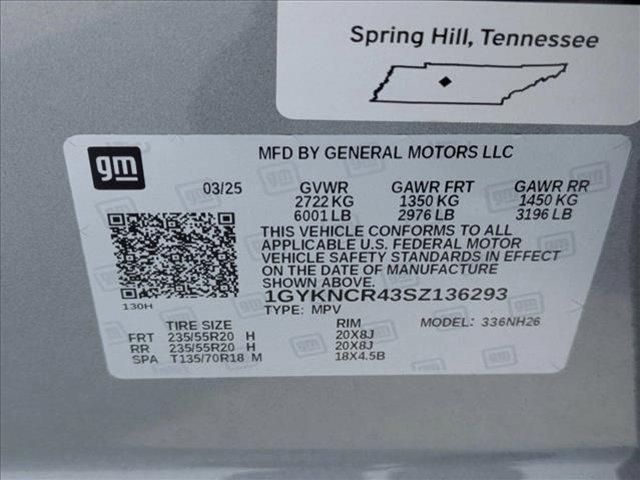 Spring Hill, Tennessee
gm
MFD BY GENERAL MOTORS LLC
03/25 GVWR GAWR FRT GAWR RR
2722 KG 1350 KG 1450 KG
6001 LB 2976 LB 3196 LB
THIS VEHICLE CONFORMS TO ALL
APPLICABLE U.S. FEDERAL MOTOR
VEHICLE SAFETY STANDARDS IN EFFECT
ON THE DATE OF MANUFACTURE
SHOWN ABOVE.
1GYKNCR43SZ136293
130H
TYPE: MPV MODEL: 336NH26
TIRE SIZE RIM
FRT 235/55R20 H 20X8J
RR 235/55R20 H 20X8J
SPA T135/70R18 M 18X4.5B